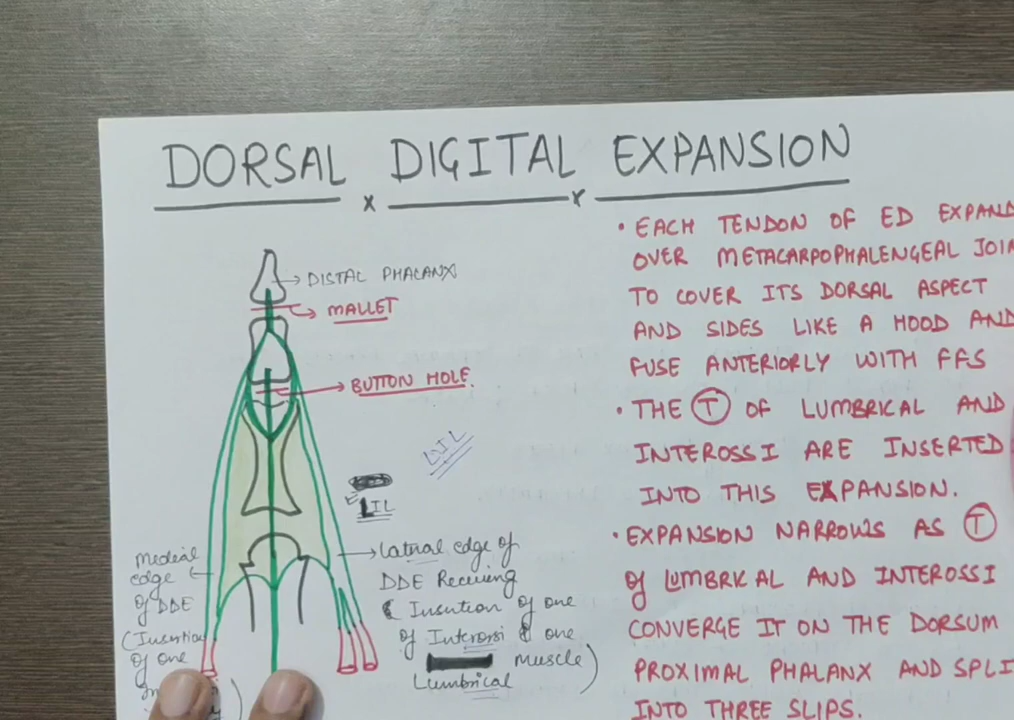 DORSAL DIGITAL EXPANSION
DISTAL PHALANX
MALLET
BUTTON HOLE.
LIL
Medial
edge
of DDE
(Insertion
of one
Lateral edge of
DDE Receiving
(Insertion of one
of Interossi & one
muscle)
Lumbrical
• EACH TENDON OF ED EXPAND
OVER METACARPOPHALENGEAL JOIN
TO COVER ITS DORSAL ASPECT
AND SIDES LIKE A HOOD AND
FUSE ANTERIORLY WITH FFS
• THE T OF LUMBRICAL AND
INTEROSSI ARE INSERTED
INTO THIS EXPANSION.
• EXPANSION NARROWS AS T
of LUMBRICAL AND INTEROSSI
CONVERGE IT ON THE DORSUM
PROXIMAL PHALANX AND SPLI
INTO THREE SLIPS.